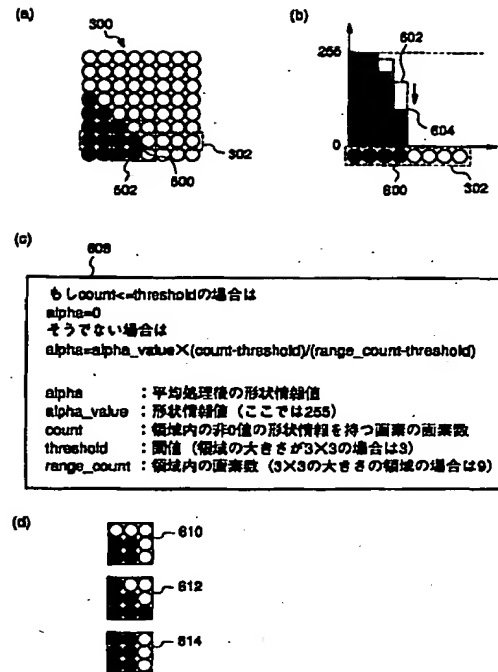 (a)
300
302
502
500
(b)
255
602
604
0
600
302
(c)
608
もしcount<=thresholdの場合は
alpha=0
そうでない場合は
alpha=alpha_value×(count-threshold)/(range_count-threshold)
alpha :平均処理後の形状情報値
alpha_value :形状情報値(ここでは255)
count :領域内の非0値の形状情報を持つ画素の画素数
threshold :閾値(領域の大きさが3×3の場合は3)
range_count :領域内の画素数(3×3の大きさの領域の場合は9)
(d)
610
612
614